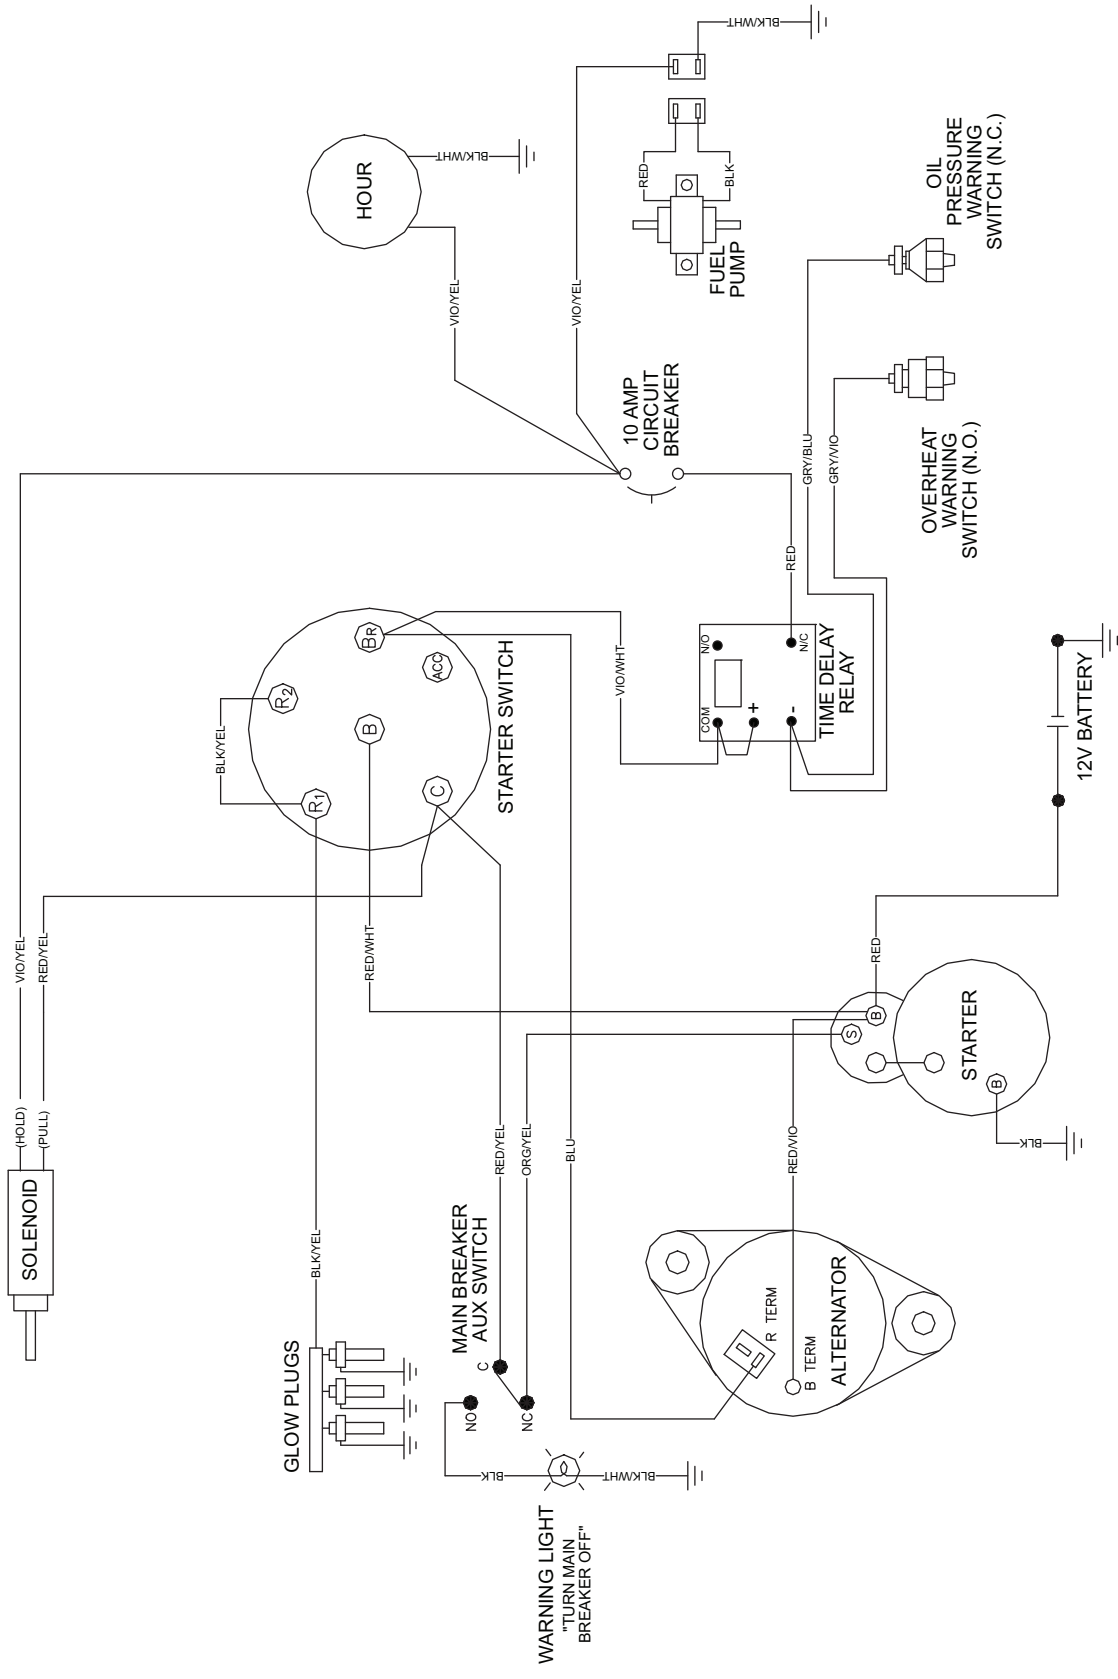 SOLENOID
(HOLD)
(PULL)
VIO/YEL
RED/YEL
GLOW PLUGS
BLK/YEL
BLK/YEL
R1
R2
B
BR
C
ACC
STARTER SWITCH
RED/WHT
HOUR
BLK/WHT
VIO/YEL
VIO/YEL
BLK/WHT
RED
BLK
FUEL
PUMP
10 AMP
CIRCUIT
BREAKER
MAIN BREAKER
AUX SWITCH
C
NO
NC
RED/YEL
ORG/YEL
BLU
BLK
BLK/WHT
WARNING LIGHT
"TURN MAIN
BREAKER OFF"
VIO/WHT
RED
COM
N/O
+
-
N/C
TIME DELAY
RELAY
GRY/BLU
GRY/VIO
OIL
PRESSURE
WARNING
SWITCH (N.C.)
OVERHEAT
WARNING
SWITCH (N.O.)
R TERM
B TERM
ALTERNATOR
RED/VIO
S
B
B
STARTER
BLK
RED
12V BATTERY